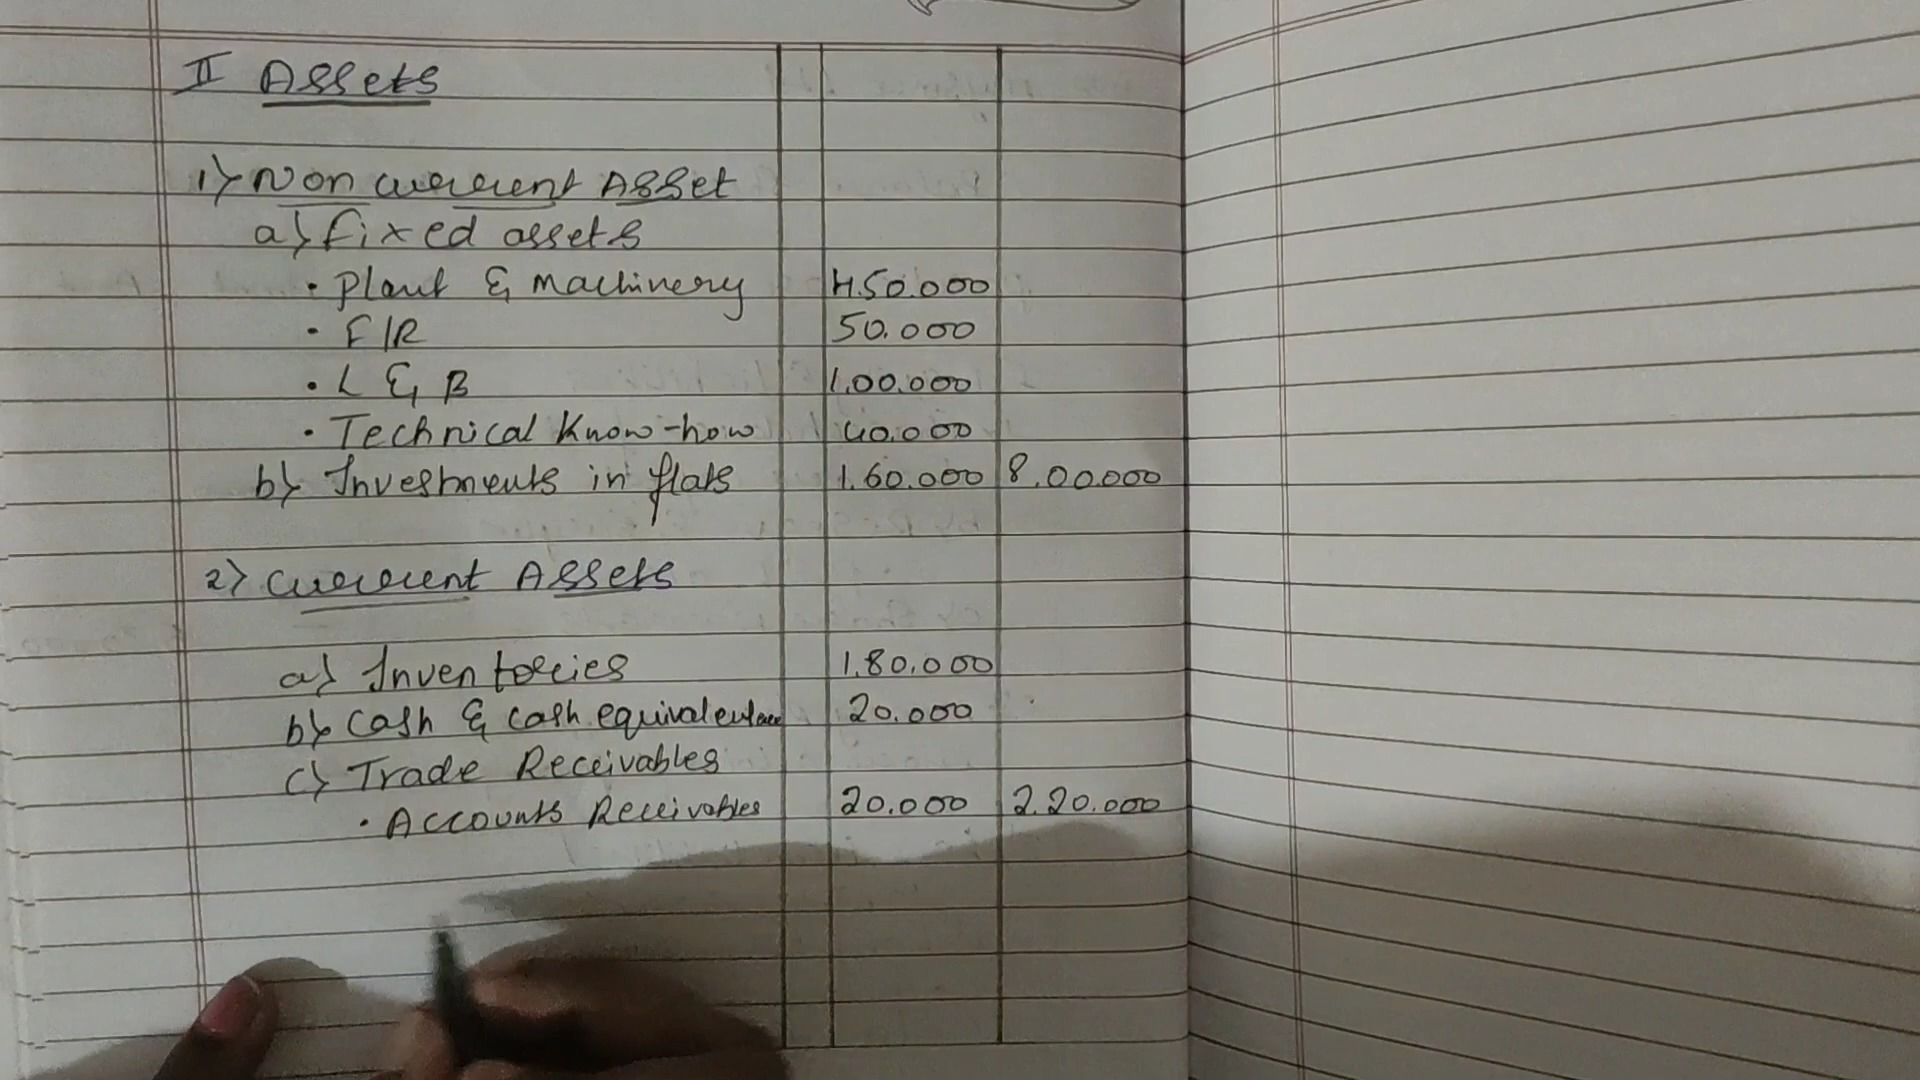 II Assets
1) Non current Asset
a) Fixed assets
• Plant & machinery 4.50.000
• F/R 50.000
• L & B 1.00.000
• Technical Know-how 40.000
b) Investments in flats 1.60.000 8.00.000
2) Current Assets
a) Inventories 1.80.000
b) Cash & cash 20.000
c) Trade Receivables
• Accounts Receivables 20.000 2.20.000